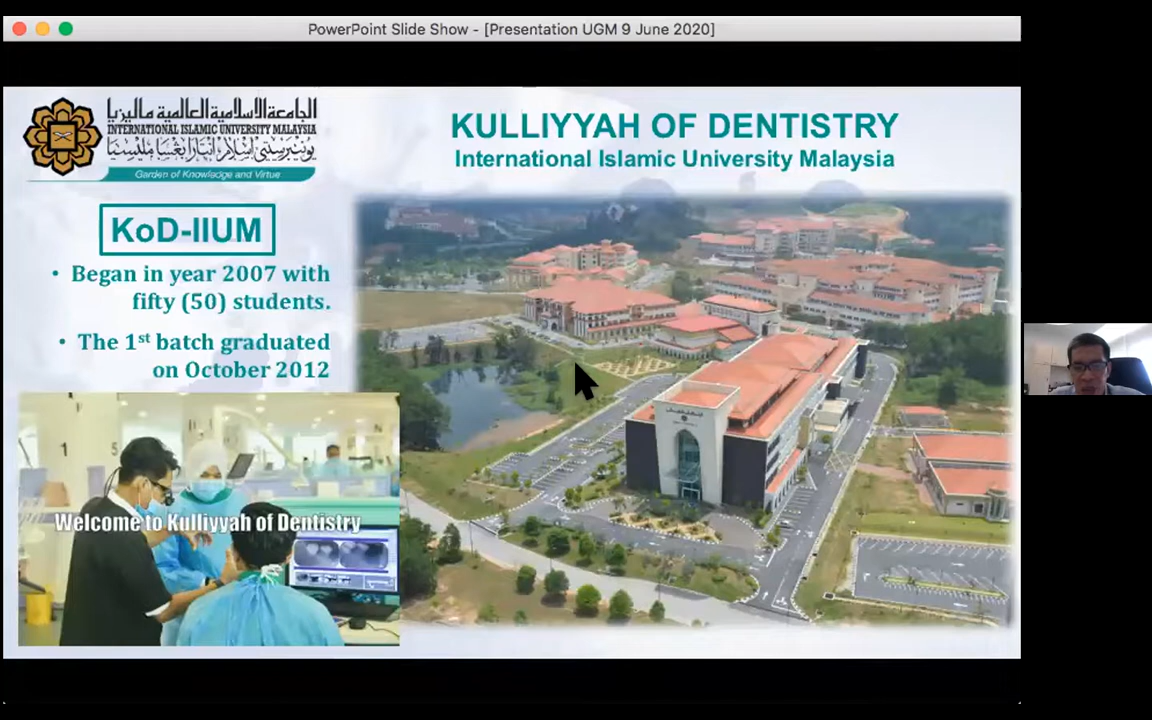 PowerPoint Slide Show - [Presentation UGM 9 June 2020]
الجامعة الإسلامية العالمية ماليزيا
INTERNATIONAL ISLAMIC UNIVERSITY MALAYSIA
Garden of Knowledge and Virtue
KULLIYYAH OF DENTISTRY
International Islamic University Malaysia
KoD-IIUM
• Began in year 2007 with
fifty (50) students.
• The 1st batch graduated
on October 2012
1
5
Welcome to Kulliyyah of Dentistry